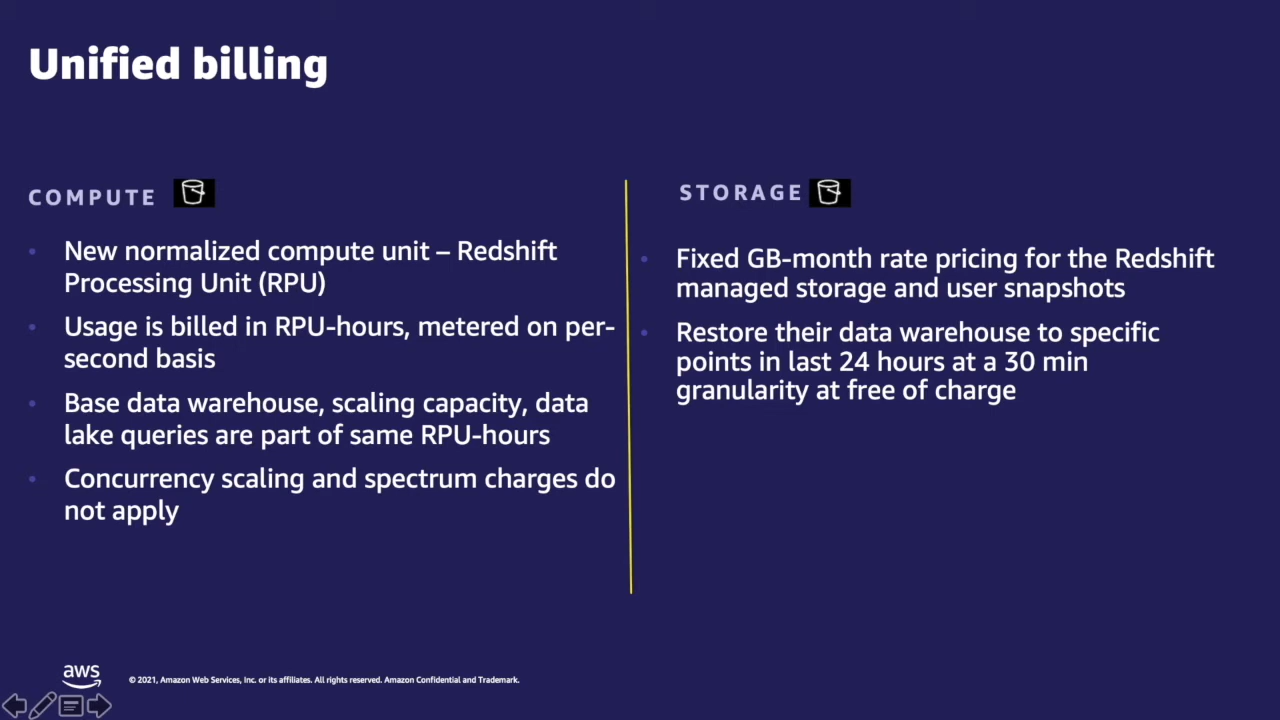 Unified billing
COMPUTE
• New normalized compute unit – Redshift
Processing Unit (RPU)
• Usage is billed in RPU-hours, metered on per-
second basis
• Base data warehouse, scaling capacity, data
lake queries are part of same RPU-hours
• Concurrency scaling and spectrum charges do
not apply
STORAGE
• Fixed GB-month rate pricing for the Redshift
managed storage and user snapshots
• Restore their data warehouse to specific
points in last 24 hours at a 30 min
granularity at free of charge
aws
© 2021, Amazon Web Services, Inc. or its affiliates. All rights reserved. Amazon Confidential and Trademark.